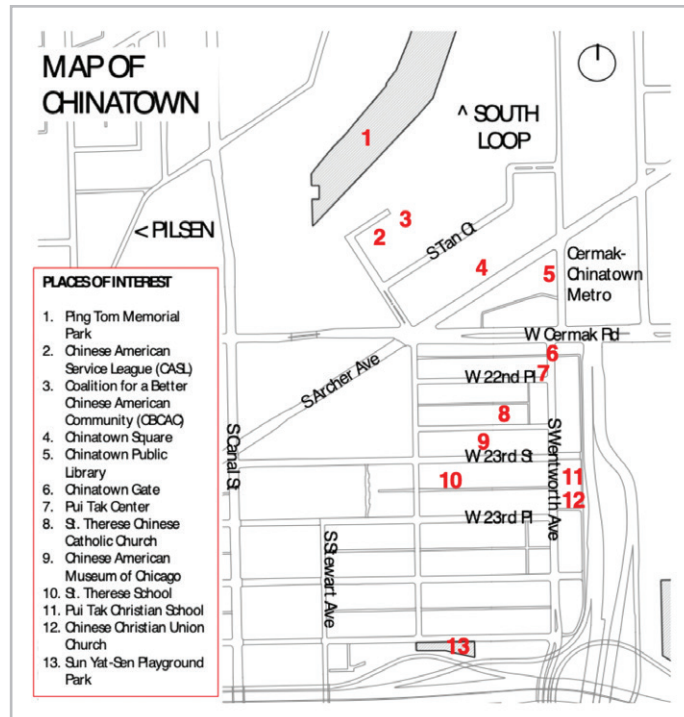 MAP OF
CHINATOWN
^ SOUTH
LOOP
1
3
2
< PILSEN
S Tan Ct
4
5
Cermak-
Chinatown
Metro
W Cermak Rd
6
7
W 22nd Pl
S Archer Ave
8
S Canal St
S Wentworth Ave
9
W 23rd St
10
11
12
W 23rd Pl
S Stewart Ave
13
PLACES OF INTEREST
1. Ping Tom Memorial
Park
2. Chinese American
Service League (CASL)
3. Coalition for a Better
Chinese American
Community (CBCAC)
4. Chinatown Square
5. Chinatown Public
Library
6. Chinatown Gate
7. Pui Tak Center
8. St. Therese Chinese
Catholic Church
9. Chinese American
Museum of Chicago
10. St. Therese School
11. Pui Tak Christian School
12. Chinese Christian Union
Church
13. Sun Yat-Sen Playground
Park